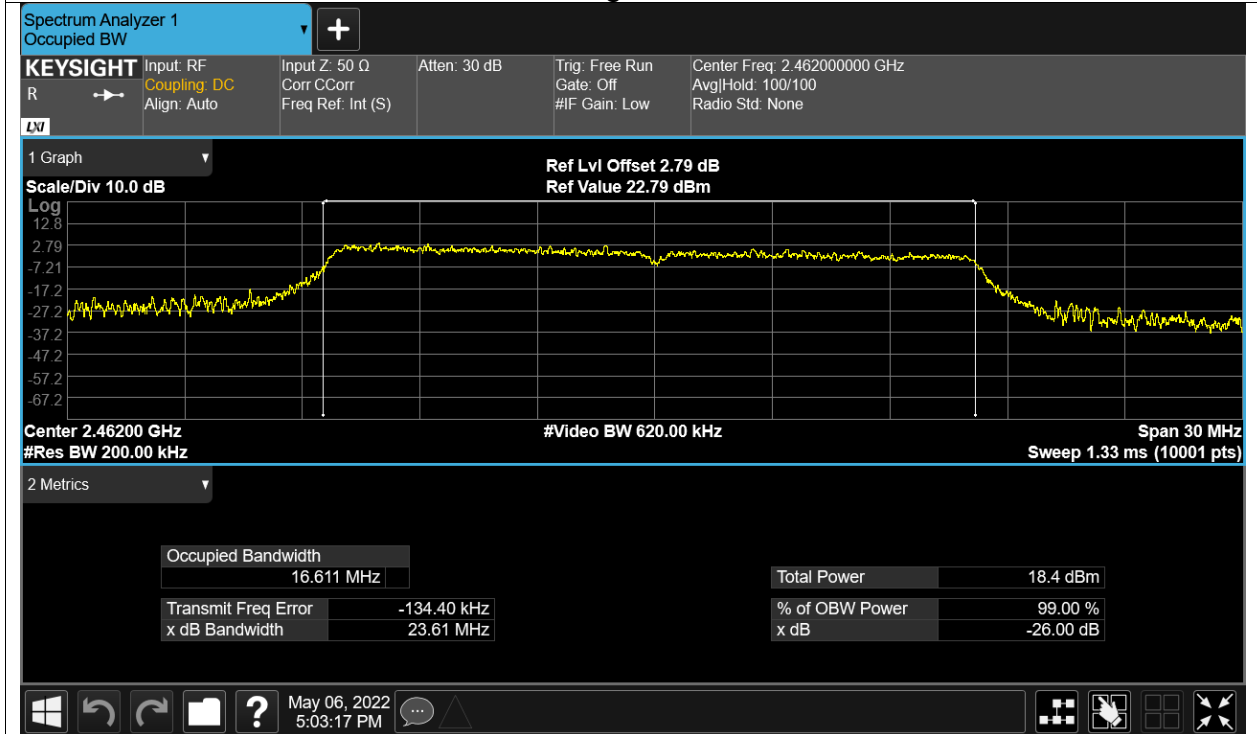 Spectrum Analyzer 1
Occupied BW
KEYSIGHT
R
LXI
Input: RF
Coupling: DC
Align: Auto
Input Z: 50 Ω
Corr CCorr
Freq Ref: Int (S)
Atten: 30 dB
Trig: Free Run
Gate: Off
#IF Gain: Low
Center Freq: 2.462000000 GHz
Avg|Hold: 100/100
Radio Std: None
1 Graph
Scale/Div 10.0 dB
Ref Lvl Offset 2.79 dB
Ref Value 22.79 dBm
Log
12.8
2.79
-7.21
-17.2
-27.2
-37.2
-47.2
-57.2
-67.2
Center 2.46200 GHz
#Res BW 200.00 kHz
#Video BW 620.00 kHz
Span 30 MHz
Sweep 1.33 ms (10001 pts)
2 Metrics
Occupied Bandwidth
16.611 MHz
Transmit Freq Error -134.40 kHz
x dB Bandwidth 23.61 MHz
Total Power 18.4 dBm
% of OBW Power 99.00 %
x dB -26.00 dB
?
May 06, 2022
5:03:17 PM